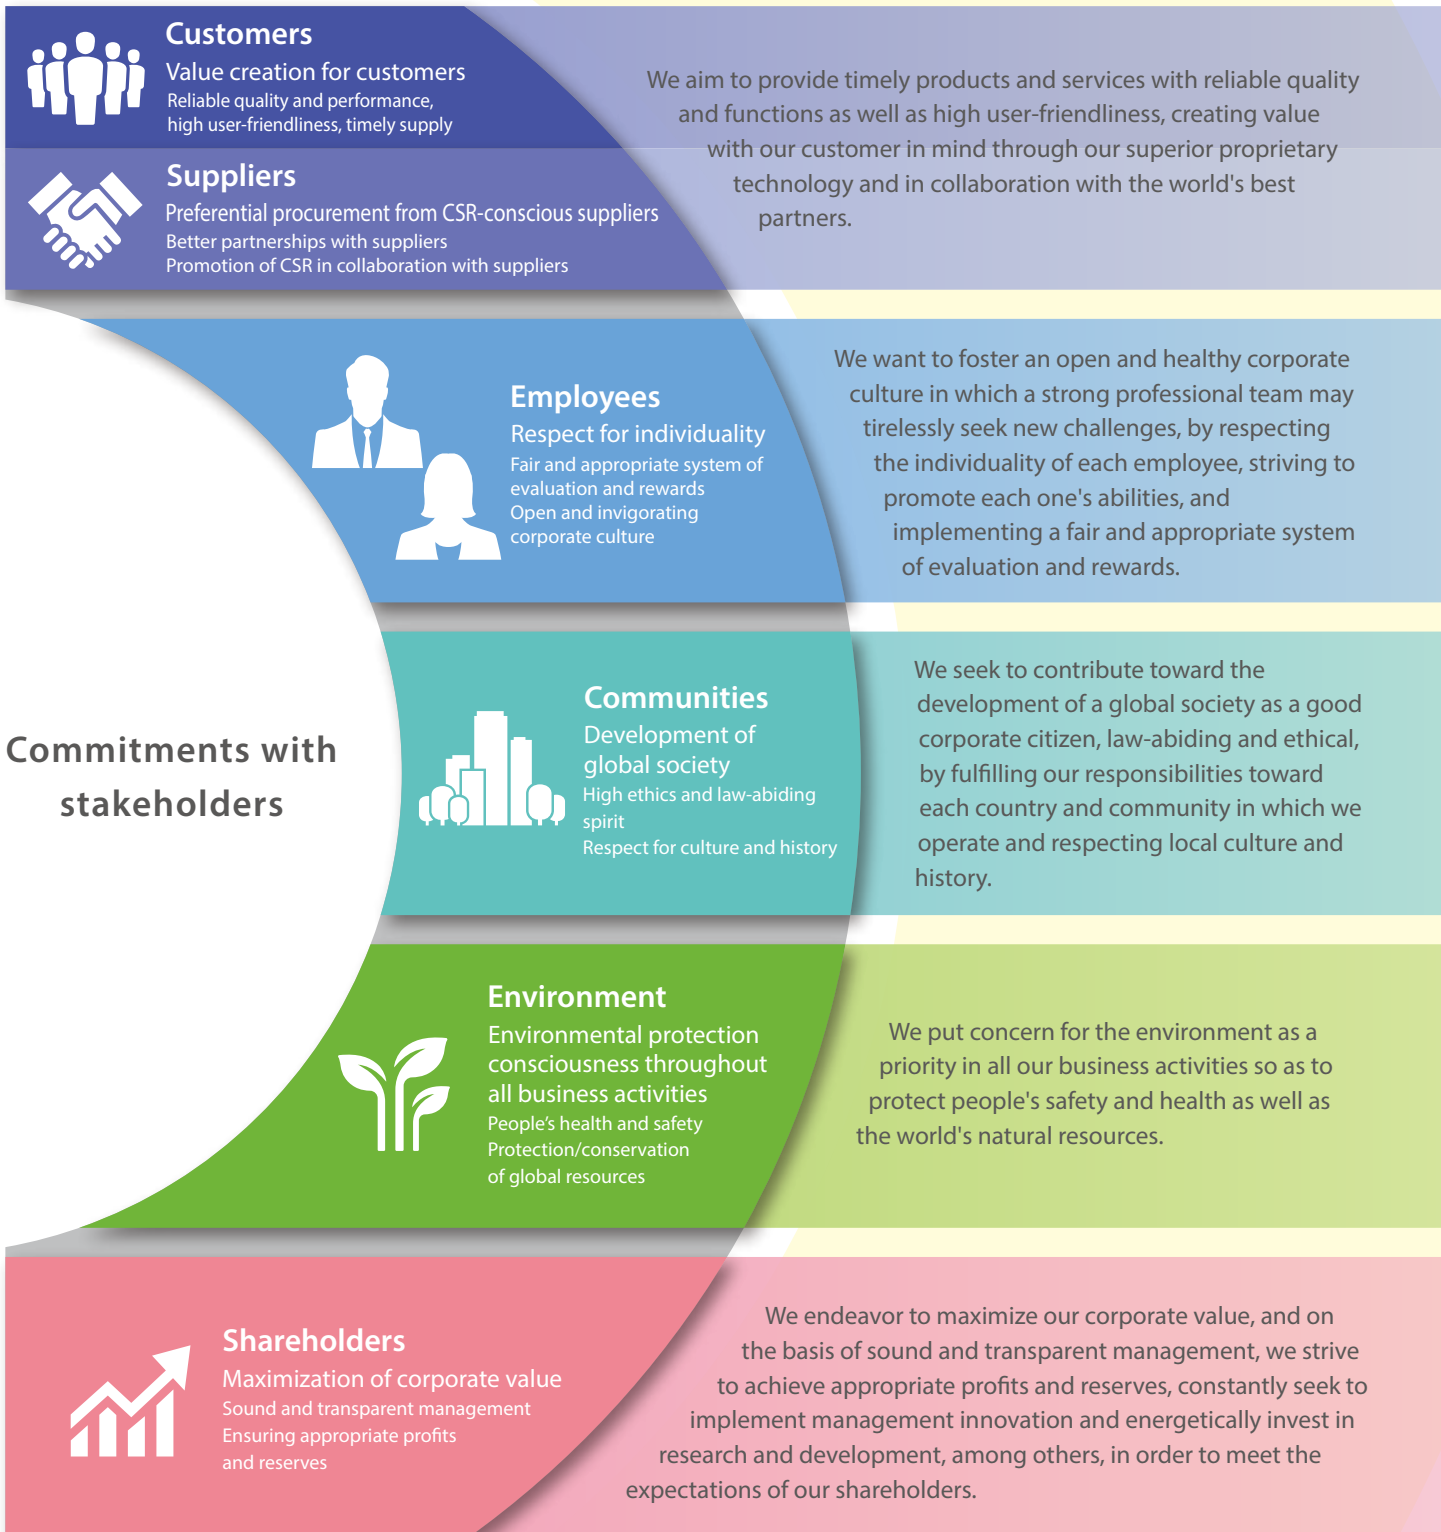 Commitments with
stakeholders
Customers
Value creation for customers
Reliable quality and performance,
high user-friendliness, timely supply
Suppliers
Preferential procurement from CSR-conscious suppliers
Better partnerships with suppliers
Promotion of CSR in collaboration with suppliers
We aim to provide timely products and services with reliable quality
and functions as well as high user-friendliness, creating value
with our customer in mind through our superior proprietary
technology and in collaboration with the world's best
partners.
Employees
Respect for individuality
Fair and appropriate system of
evaluation and rewards
Open and invigorating
corporate culture
We want to foster an open and healthy corporate
culture in which a strong professional team may
tirelessly seek new challenges, by respecting
the individuality of each employee, striving to
promote each one's abilities, and
implementing a fair and appropriate system
of evaluation and rewards.
Communities
Development of
global society
High ethics and law-abiding
spirit
Respect for culture and history
We seek to contribute toward the
development of a global society as a good
corporate citizen, law-abiding and ethical,
by fulfilling our responsibilities toward
each country and community in which we
operate and respecting local culture and
history.
Environment
Environmental protection
consciousness throughout
all business activities
People’s health and safety
Protection/conservation
of global resources
We put concern for the environment as a
priority in all our business activities so as to
protect people's safety and health as well as
the world's natural resources.
Shareholders
Maximization of corporate value
Sound and transparent management
Ensuring appropriate profits
and reserves
We endeavor to maximize our corporate value, and on
the basis of sound and transparent management, we strive
to achieve appropriate profits and reserves, constantly seek to
implement management innovation and energetically invest in
research and development, among others, in order to meet the
expectations of our shareholders.